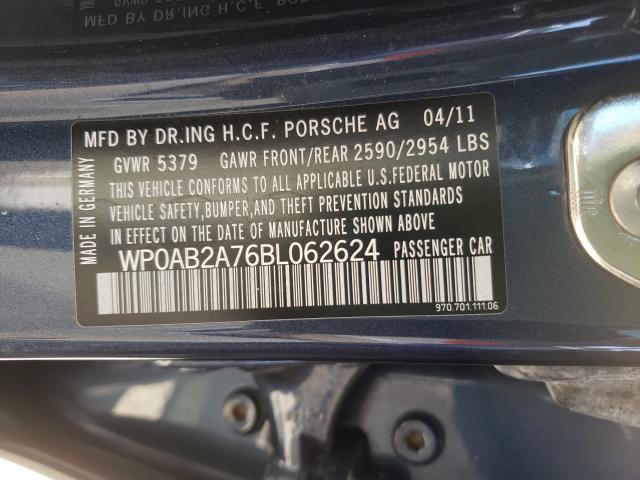 MFD BY DR.ING H.C.F. PORSCHE AG 04/11
GVWR 5379 GAWR FRONT/REAR 2590/2954 LBS
THIS VEHICLE CONFORMS TO ALL APPLICABLE U.S.FEDERAL MOTOR
VEHICLE SAFETY,BUMPER,AND THEFT PREVENTION STANDARDS
IN EFFECT ON THE DATE OF MANUFACTURE SHOWN ABOVE
WP0AB2A76BL062624 PASSENGER CAR
MADE IN GERMANY
970.701.111.06